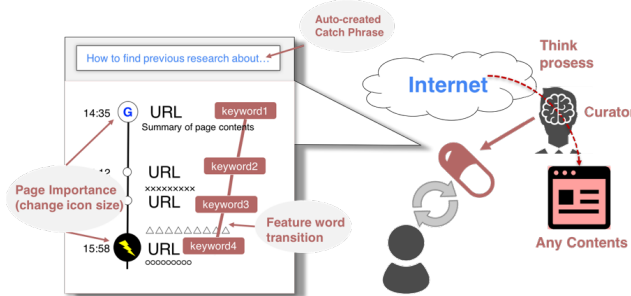 Auto-created
Catch Phrase
How to find previous research about...
Think
prosess
Internet
Curator
14:35
G
URL
keyword1
Summary of page contents
URL
keyword2
×××××××××
Page Importance
(change icon size)
URL
keyword3
△△△△△△△△△
Feature word
transition
15:58
URL
keyword4
ooooooooo
Any Contents